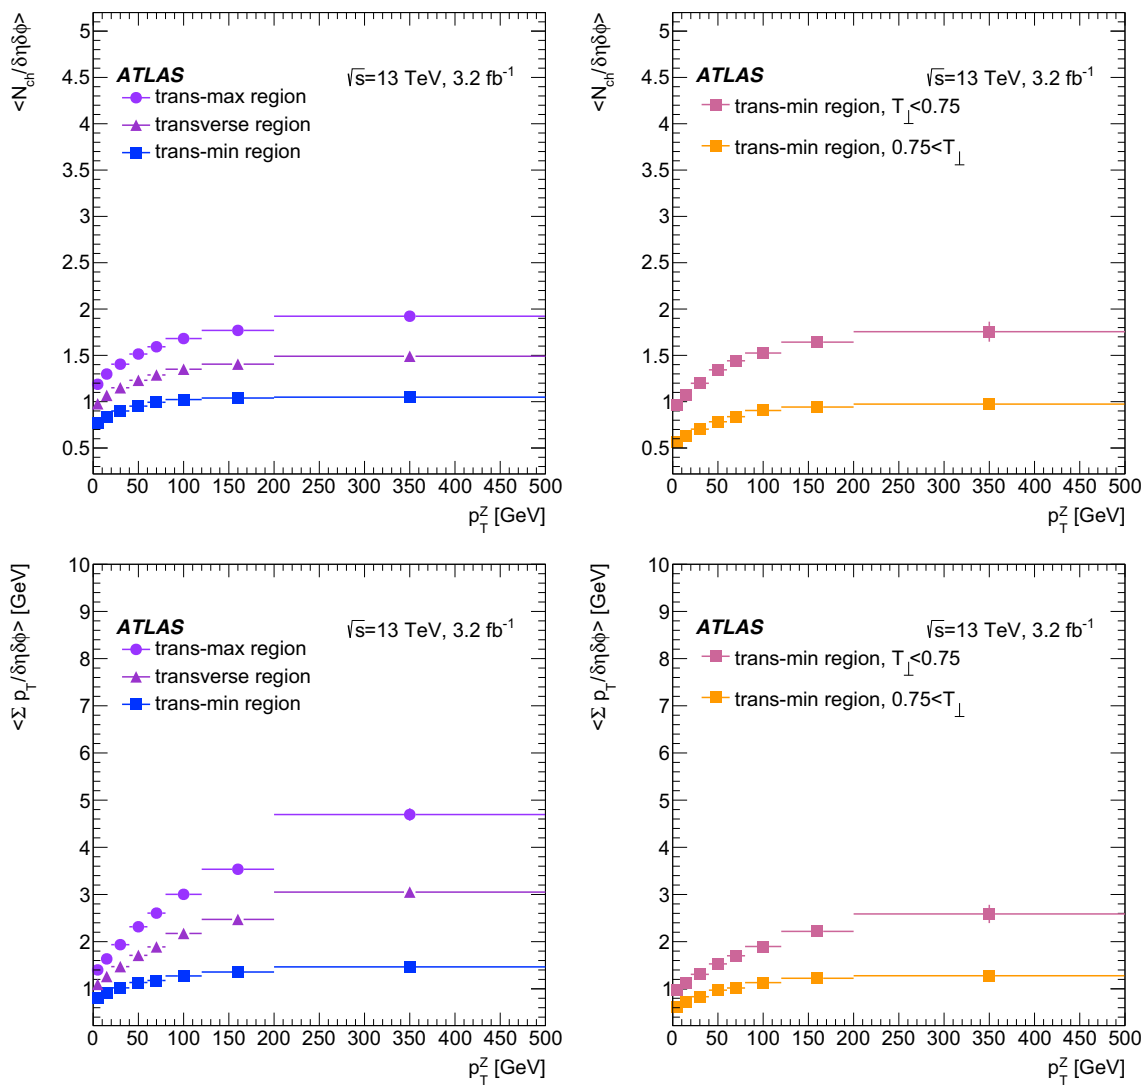 <N_ch/δηδϕ>
5
4.5
4
3.5
3
2.5
2
1.5
1
0.5
ATLAS
√s=13 TeV, 3.2 fb⁻¹
trans-max region
transverse region
trans-min region
0 50 100 150 200 250 300 350 400 450 500
p_T^Z [GeV]
<N_ch/δηδϕ>
5
4.5
4
3.5
3
2.5
2
1.5
1
0.5
ATLAS
√s=13 TeV, 3.2 fb⁻¹
trans-min region, T_⊥<0.75
trans-min region, 0.75<T_⊥
0 50 100 150 200 250 300 350 400 450 500
p_T^Z [GeV]
<Σ p_T/δηδϕ> [GeV]
10
9
8
7
6
5
4
3
2
1
ATLAS
√s=13 TeV, 3.2 fb⁻¹
trans-max region
transverse region
trans-min region
0 50 100 150 200 250 300 350 400 450 500
p_T^Z [GeV]
<Σ p_T/δηδϕ> [GeV]
10
9
8
7
6
5
4
3
2
1
ATLAS
√s=13 TeV, 3.2 fb⁻¹
trans-min region, T_⊥<0.75
trans-min region, 0.75<T_⊥
0 50 100 150 200 250 300 350 400 450 500
p_T^Z [GeV]